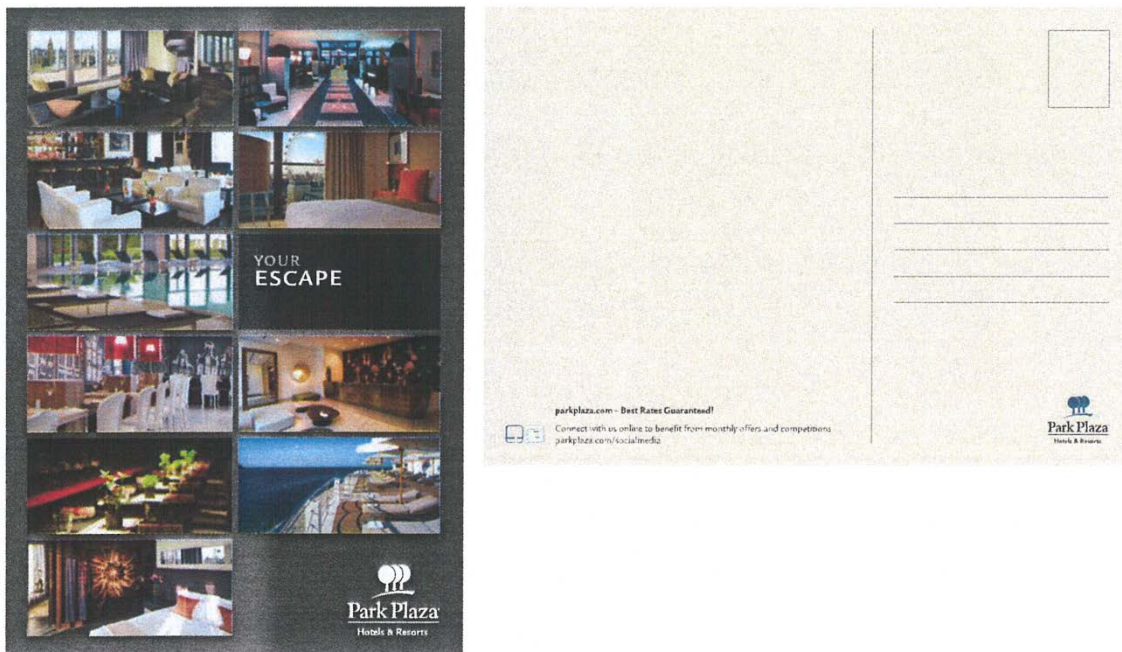 YOUR
ESCAPE
Park Plaza
Hotels & Resorts
parkplaza.com - Best Rates Guaranteed!
Connect with us online to benefit from monthly offers and competitions
parkplaza.com/socialmedia
Park Plaza
Hotels & Resorts